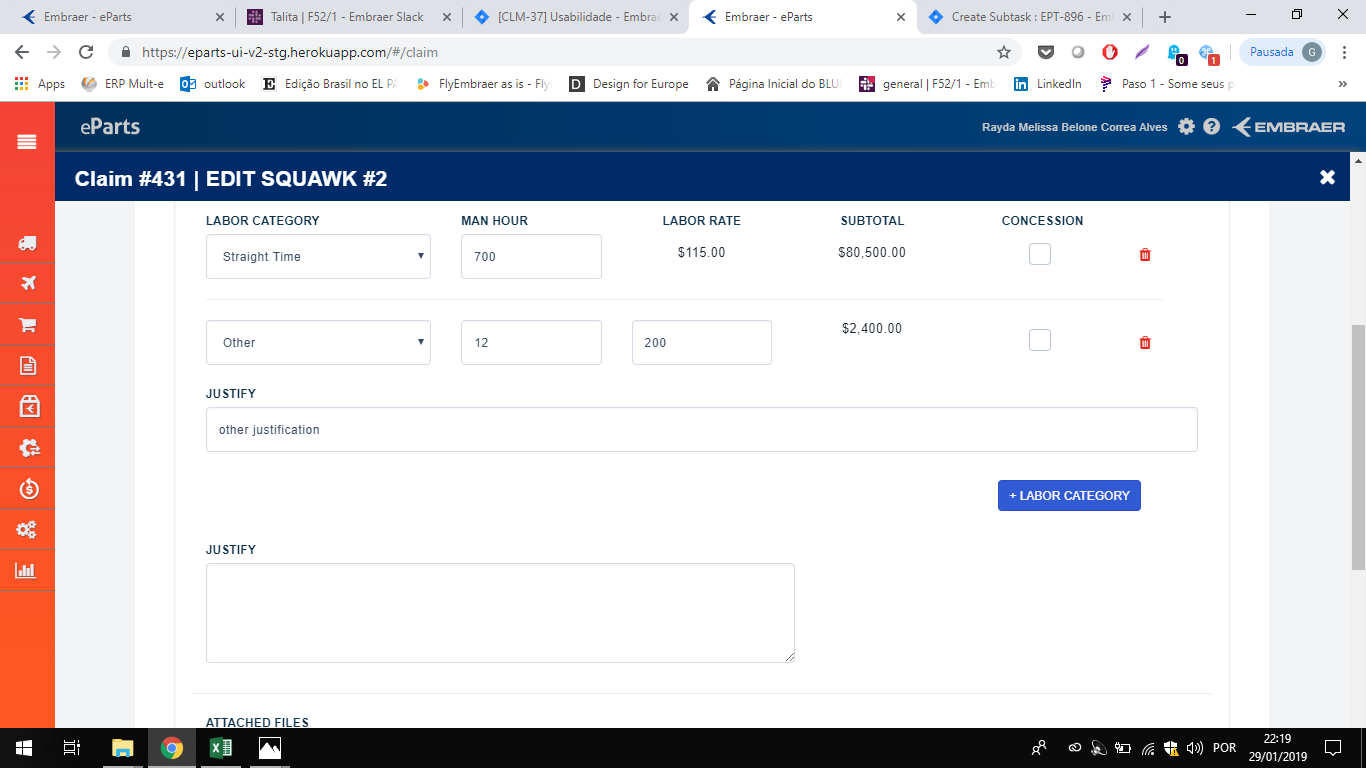 Embraer - eParts
Talita | F52/1 - Embraer Slack
[CLM-37] Usabilidade - Embrae
Embraer - eParts
Create Subtask : EPT-896 - Em
https://eparts-ui-v2-stg.herokuapp.com/#/claim
0
1
Pausada
G
Apps
ERP Mult-e
outlook
Edição Brasil no EL PA
FlyEmbraer as is - Fly
Design for Europe
Página Inicial do BLU
general | F52/1 - Emb
LinkedIn
Paso 1 - Some seus p
eParts
Rayda Melissa Belone Correa Alves
EMBRAER
Claim #431 | EDIT SQUAWK #2
LABOR CATEGORY MAN HOUR LABOR RATE SUBTOTAL CONCESSION
Straight Time 700 $115.00 $80,500.00
Other 12 200 $2,400.00
JUSTIFY
other justification
+ LABOR CATEGORY
JUSTIFY
ATTACHED FILES
POR
22:19
29/01/2019